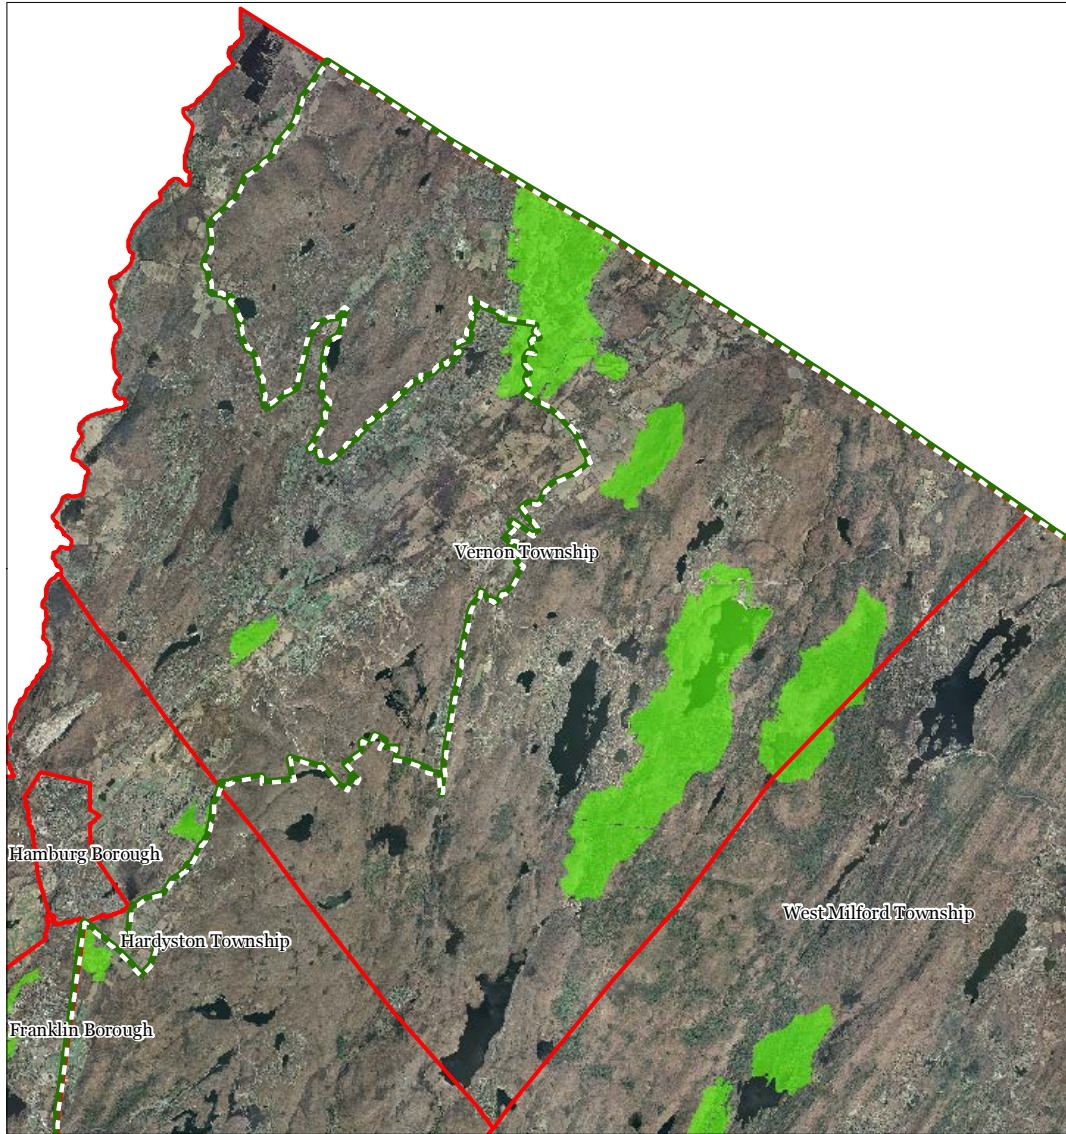 Vernon Township
Hamburg Borough
West Milford Township
Hardyston Township
Franklin Borough